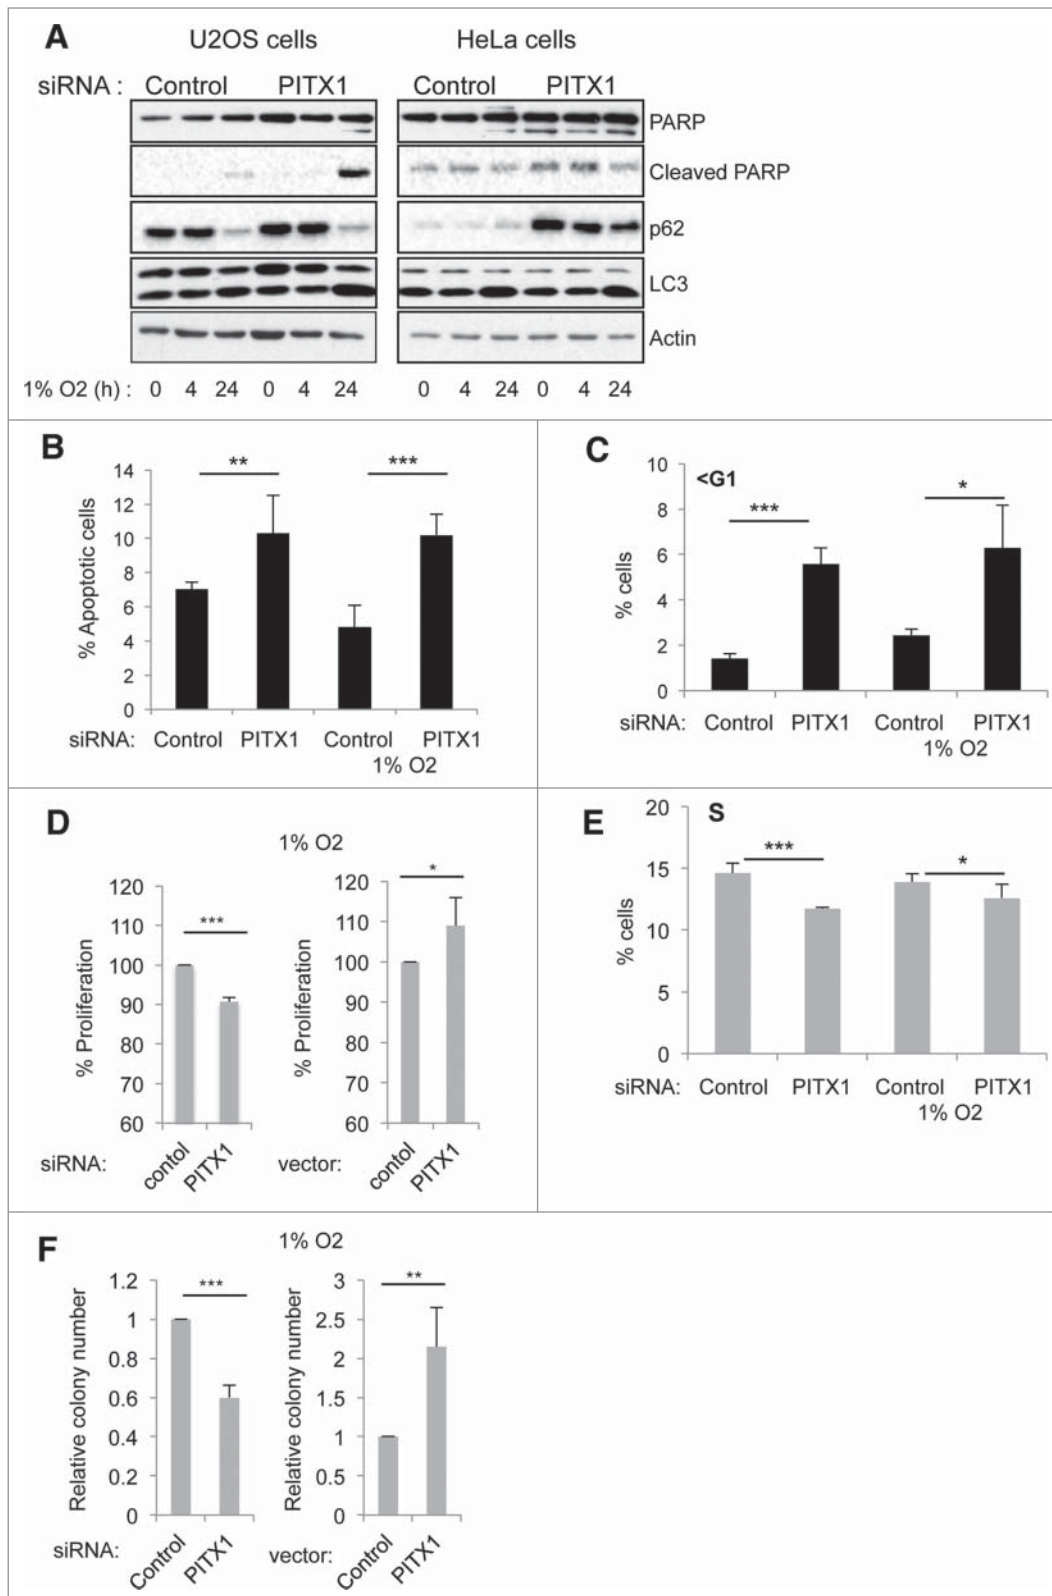 A
U2OS cells HeLa cells
siRNA : Control PITX1 Control PITX1
PARP
Cleaved PARP
p62
LC3
Actin
1% O2 (h) : 0 4 24 0 4 24 0 4 24 0 4 24
B
% Apoptotic cells
14
12
10
8
6
4
2
0
** ***
siRNA: Control PITX1 Control PITX1
1% O2
C
<G1
% cells
10
8
6
4
2
0
*** *
siRNA: Control PITX1 Control PITX1
1% O2
D
1% O2
% Proliferation
120
110
100
90
80
70
60
***
siRNA: contol PITX1
% Proliferation
120
110
100
90
80
70
60
*
vector: control PITX1
E
S
% cells
20
15
10
5
0
*** *
siRNA: Control PITX1 Control PITX1
1% O2
F
1% O2
Relative colony number
1.2
1
0.8
0.6
0.4
0.2
0
***
siRNA: Control PITX1
Relative colony number
3
2.5
2
1.5
1
0.5
0
**
vector: Control PITX1